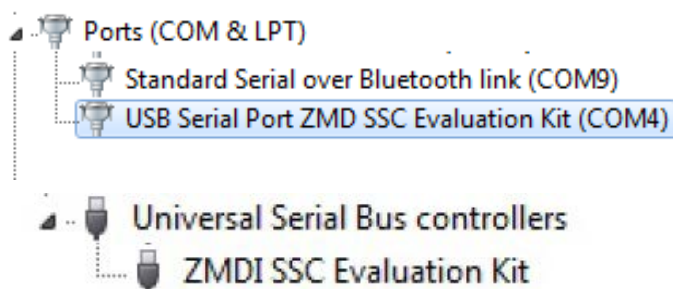 Ports (COM & LPT)
Standard Serial over Bluetooth link (COM9)
USB Serial Port ZMD SSC Evaluation Kit (COM4)
Universal Serial Bus controllers
ZMDI SSC Evaluation Kit